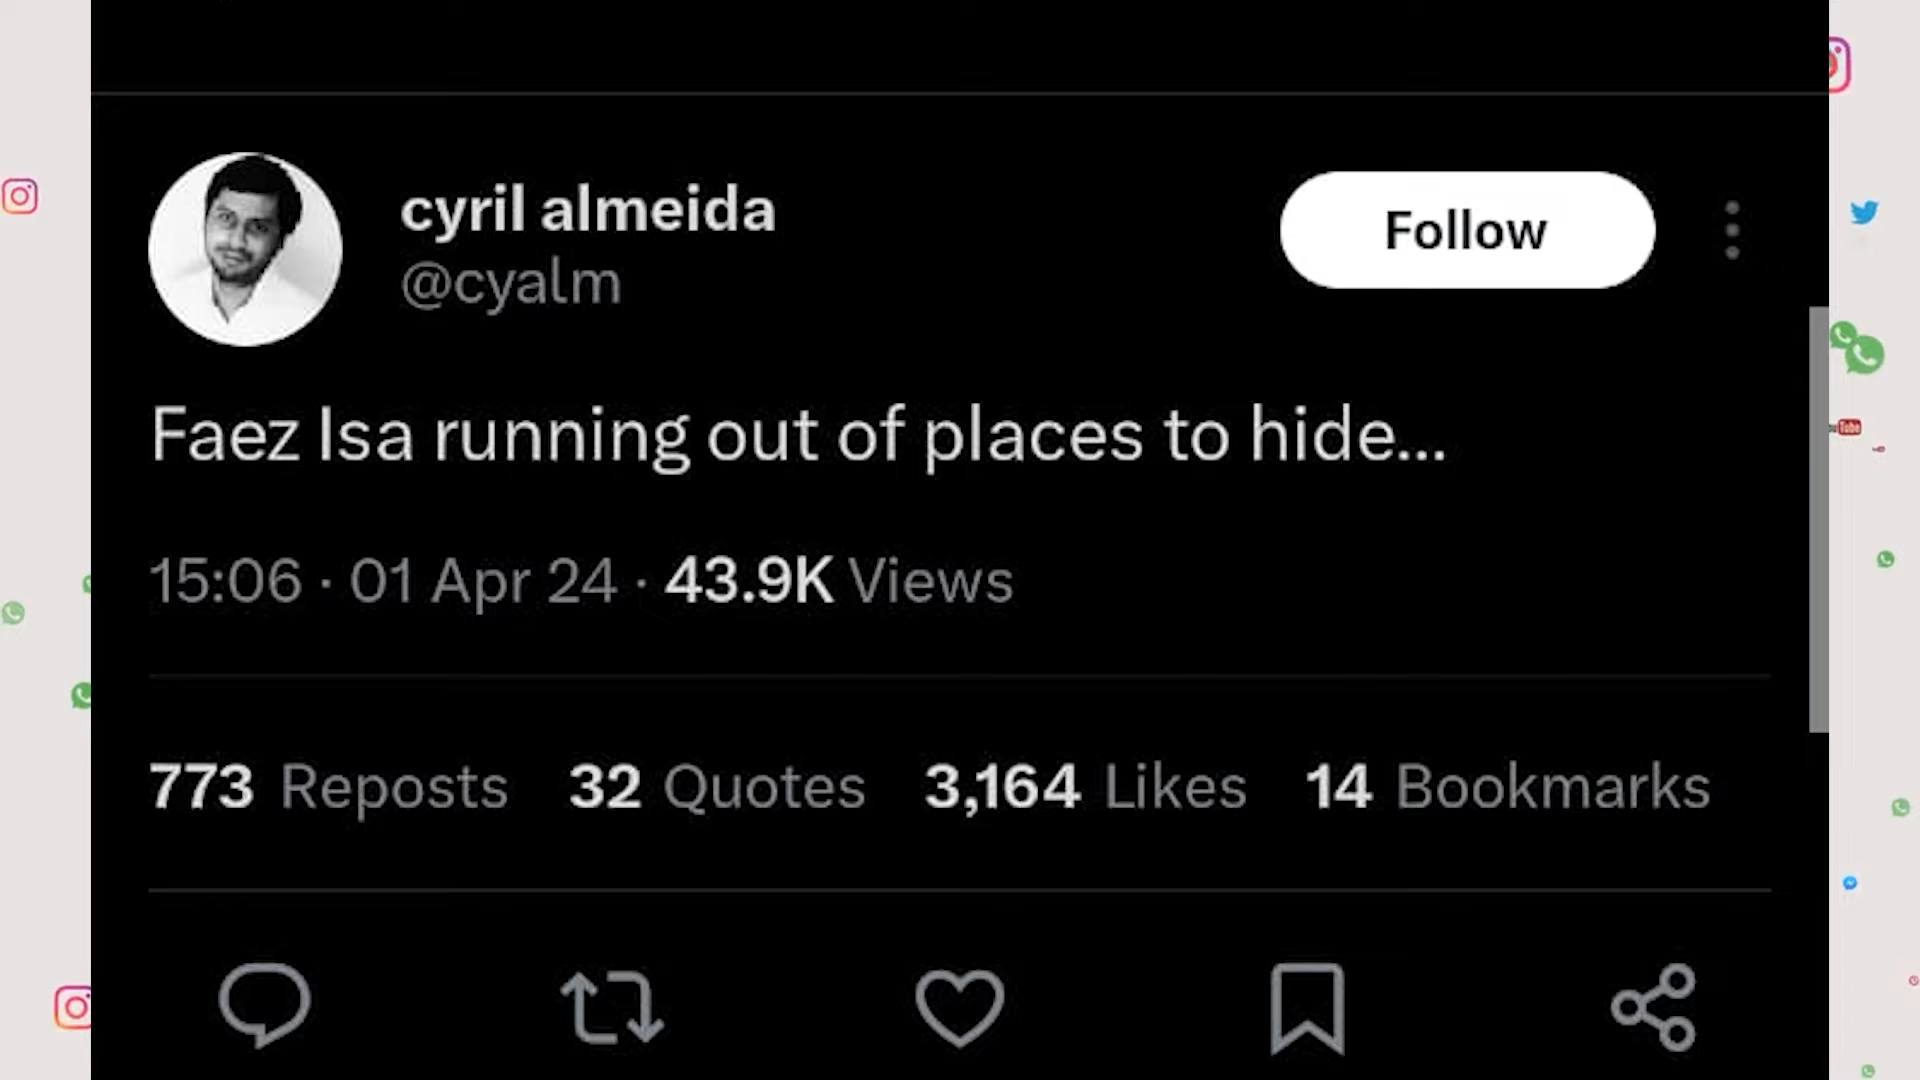 cyril almeida
Follow
@cyalm
Faez Isa running out of places to hide...
15:06 · 01 Apr 24 · 43.9K Views
773 Reposts 32 Quotes 3,164 Likes 14 Bookmarks
Tube